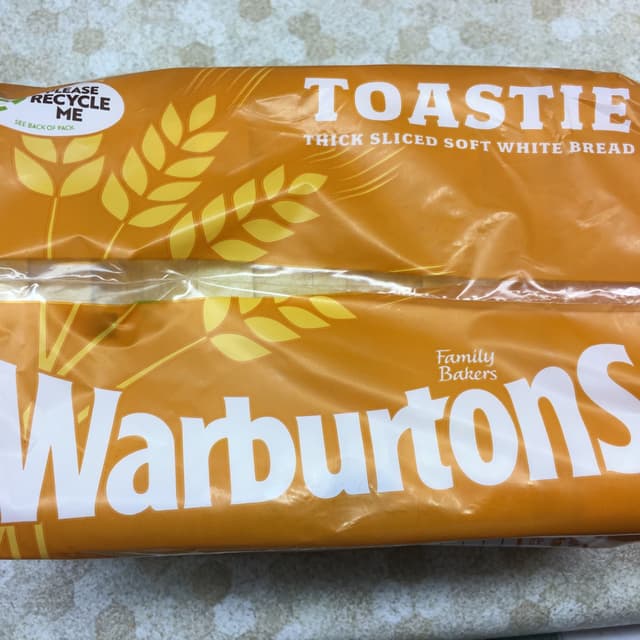 PLEASE
RECYCLE
ME
SEE BACK OF PACK
TOASTIE
THICK SLICED SOFT WHITE BREAD
Family
Bakers
Warburtons